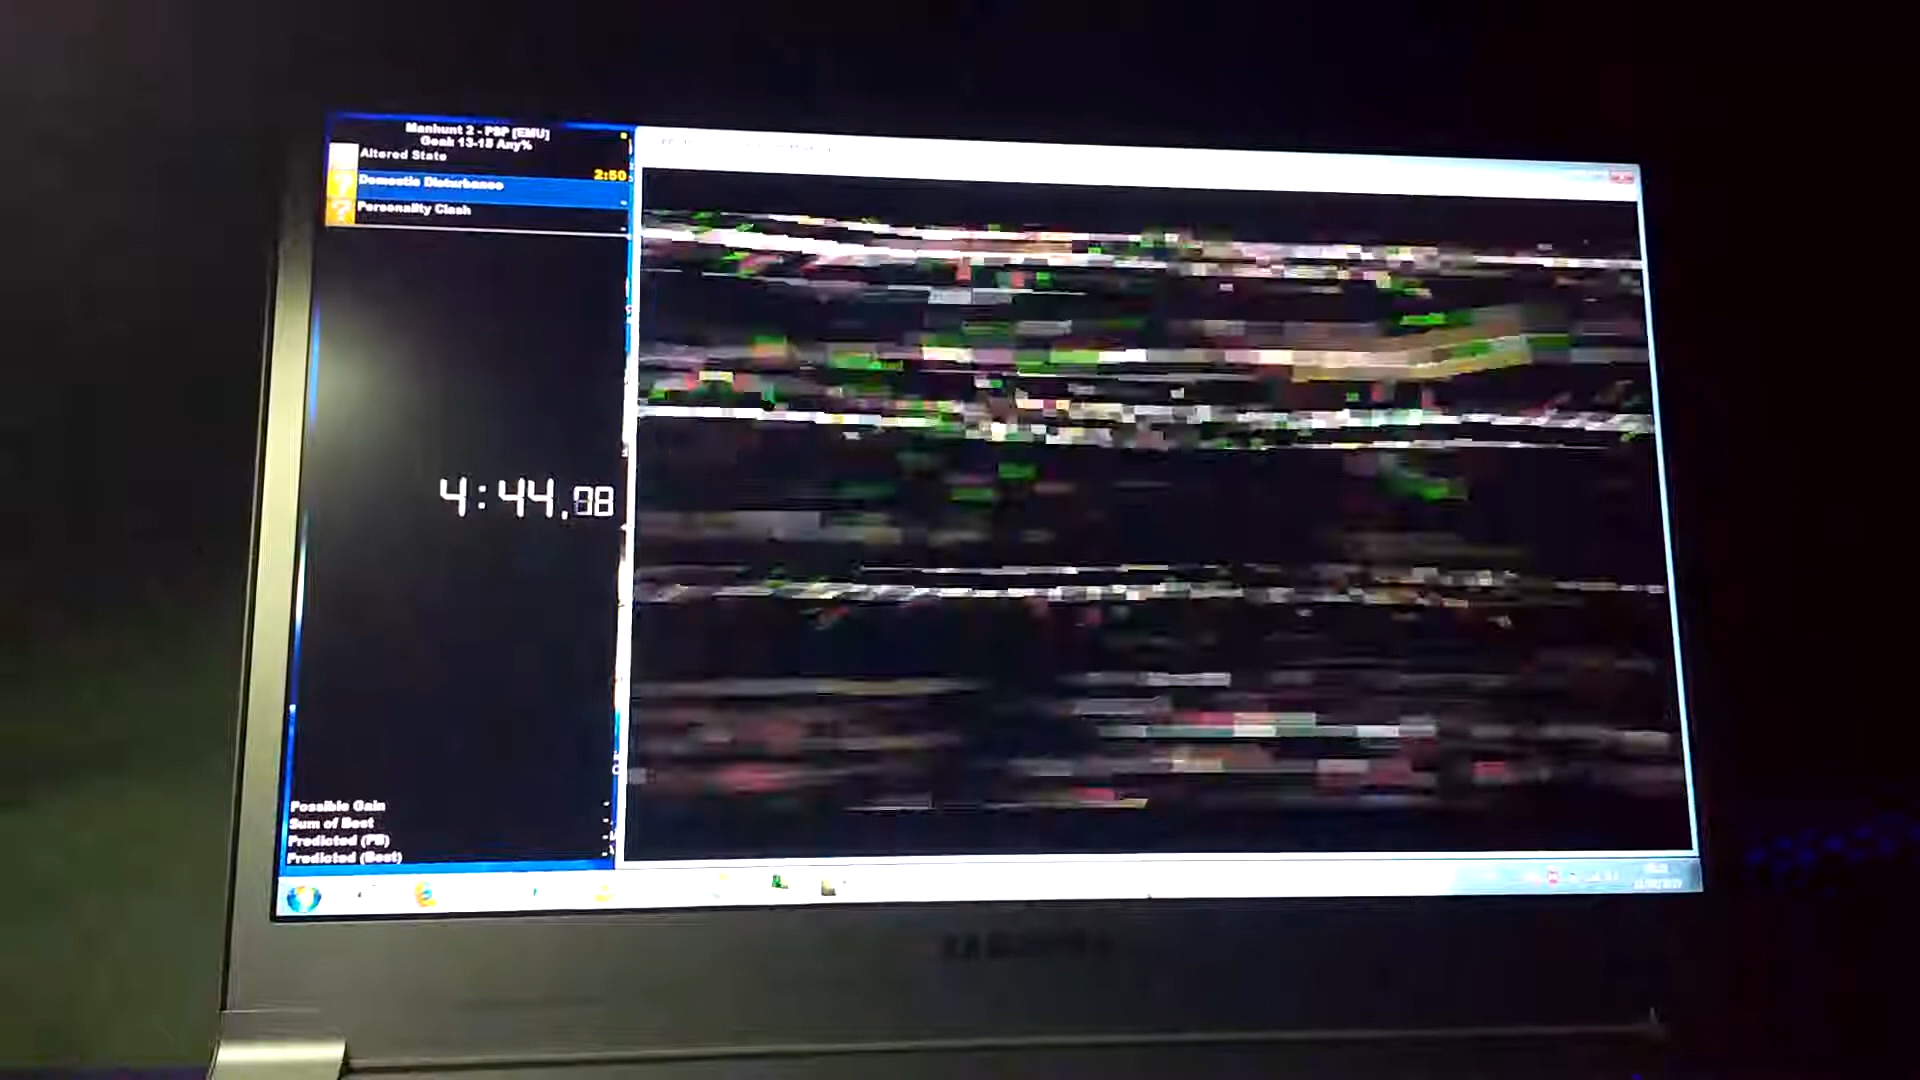 Manhunt 2 - PSP [EMU]
Goal: 13-15 Any%
Altered State
2:50
Domestic Disturbance
-
Personality Clash
-
4:44.08
Possible Gain -
Sum of Best -
Predicted (PB) -
Predicted (Best) -